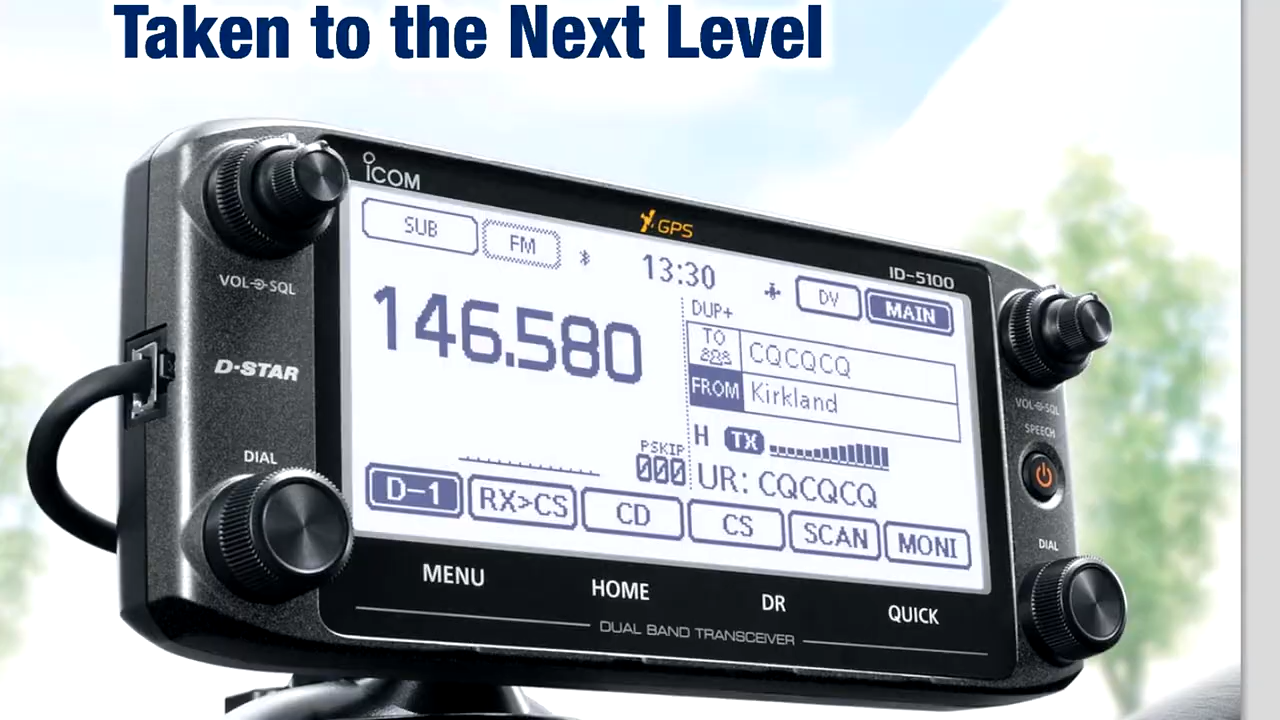 Taken to the Next Level
ICOM
GPS
ID-5100
SUB
FM
13:30
DV
MAIN
VOL SQL
146.580
DUP+
TO
CQCQCQ
FROM
Kirkland
D-STAR
H
TX
PSKIP
000
UR: CQCQCQ
VOL SQL
SPEECH
DIAL
D-1
RX>CS
CD
CS
SCAN
MONI
DIAL
MENU
HOME
DR
QUICK
DUAL BAND TRANSCEIVER